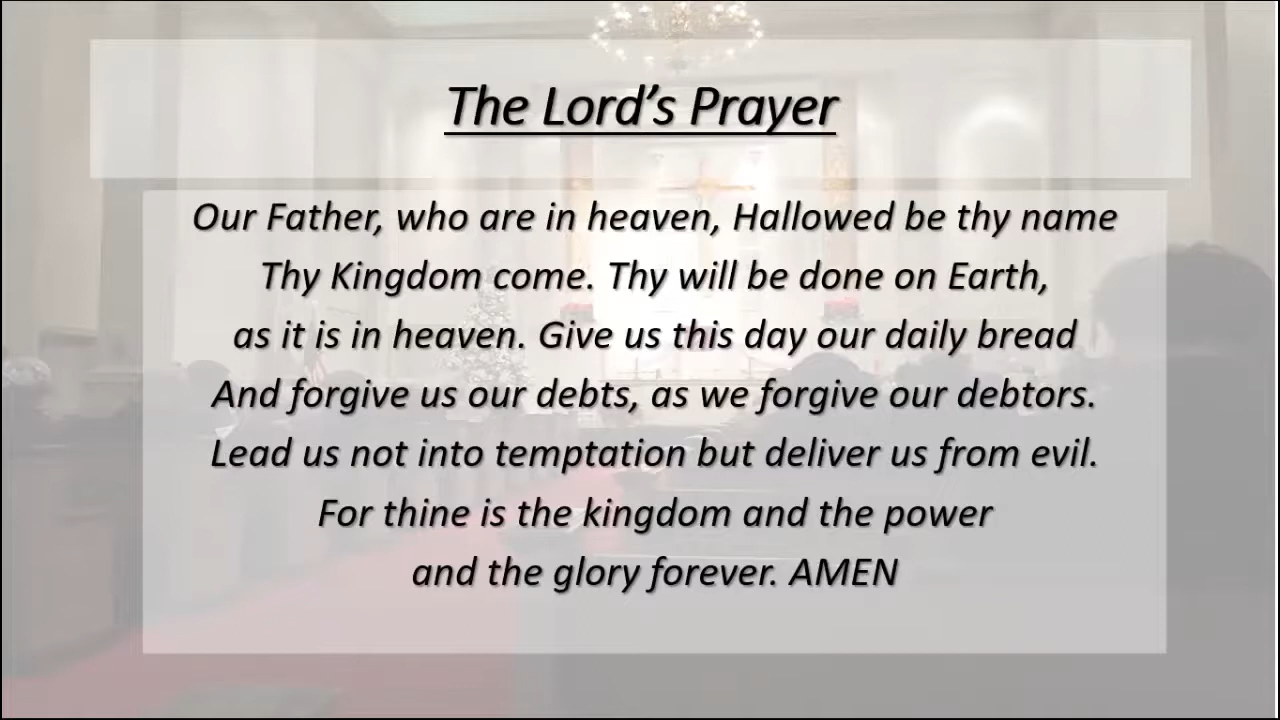 The Lord’s Prayer
Our Father, who are in heaven, Hallowed be thy name
Thy Kingdom come. Thy will be done on Earth,
as it is in heaven. Give us this day our daily bread
And forgive us our debts, as we forgive our debtors.
Lead us not into temptation but deliver us from evil.
For thine is the kingdom and the power
and the glory forever. AMEN